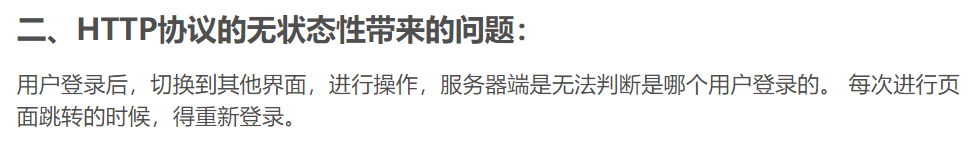 二、HTTP协议的无状态性带来的问题：
用户登录后，切换到其他界面，进行操作，服务器端是无法判断是哪个用户登录的。 每次进行页
面跳转的时候，得重新登录。